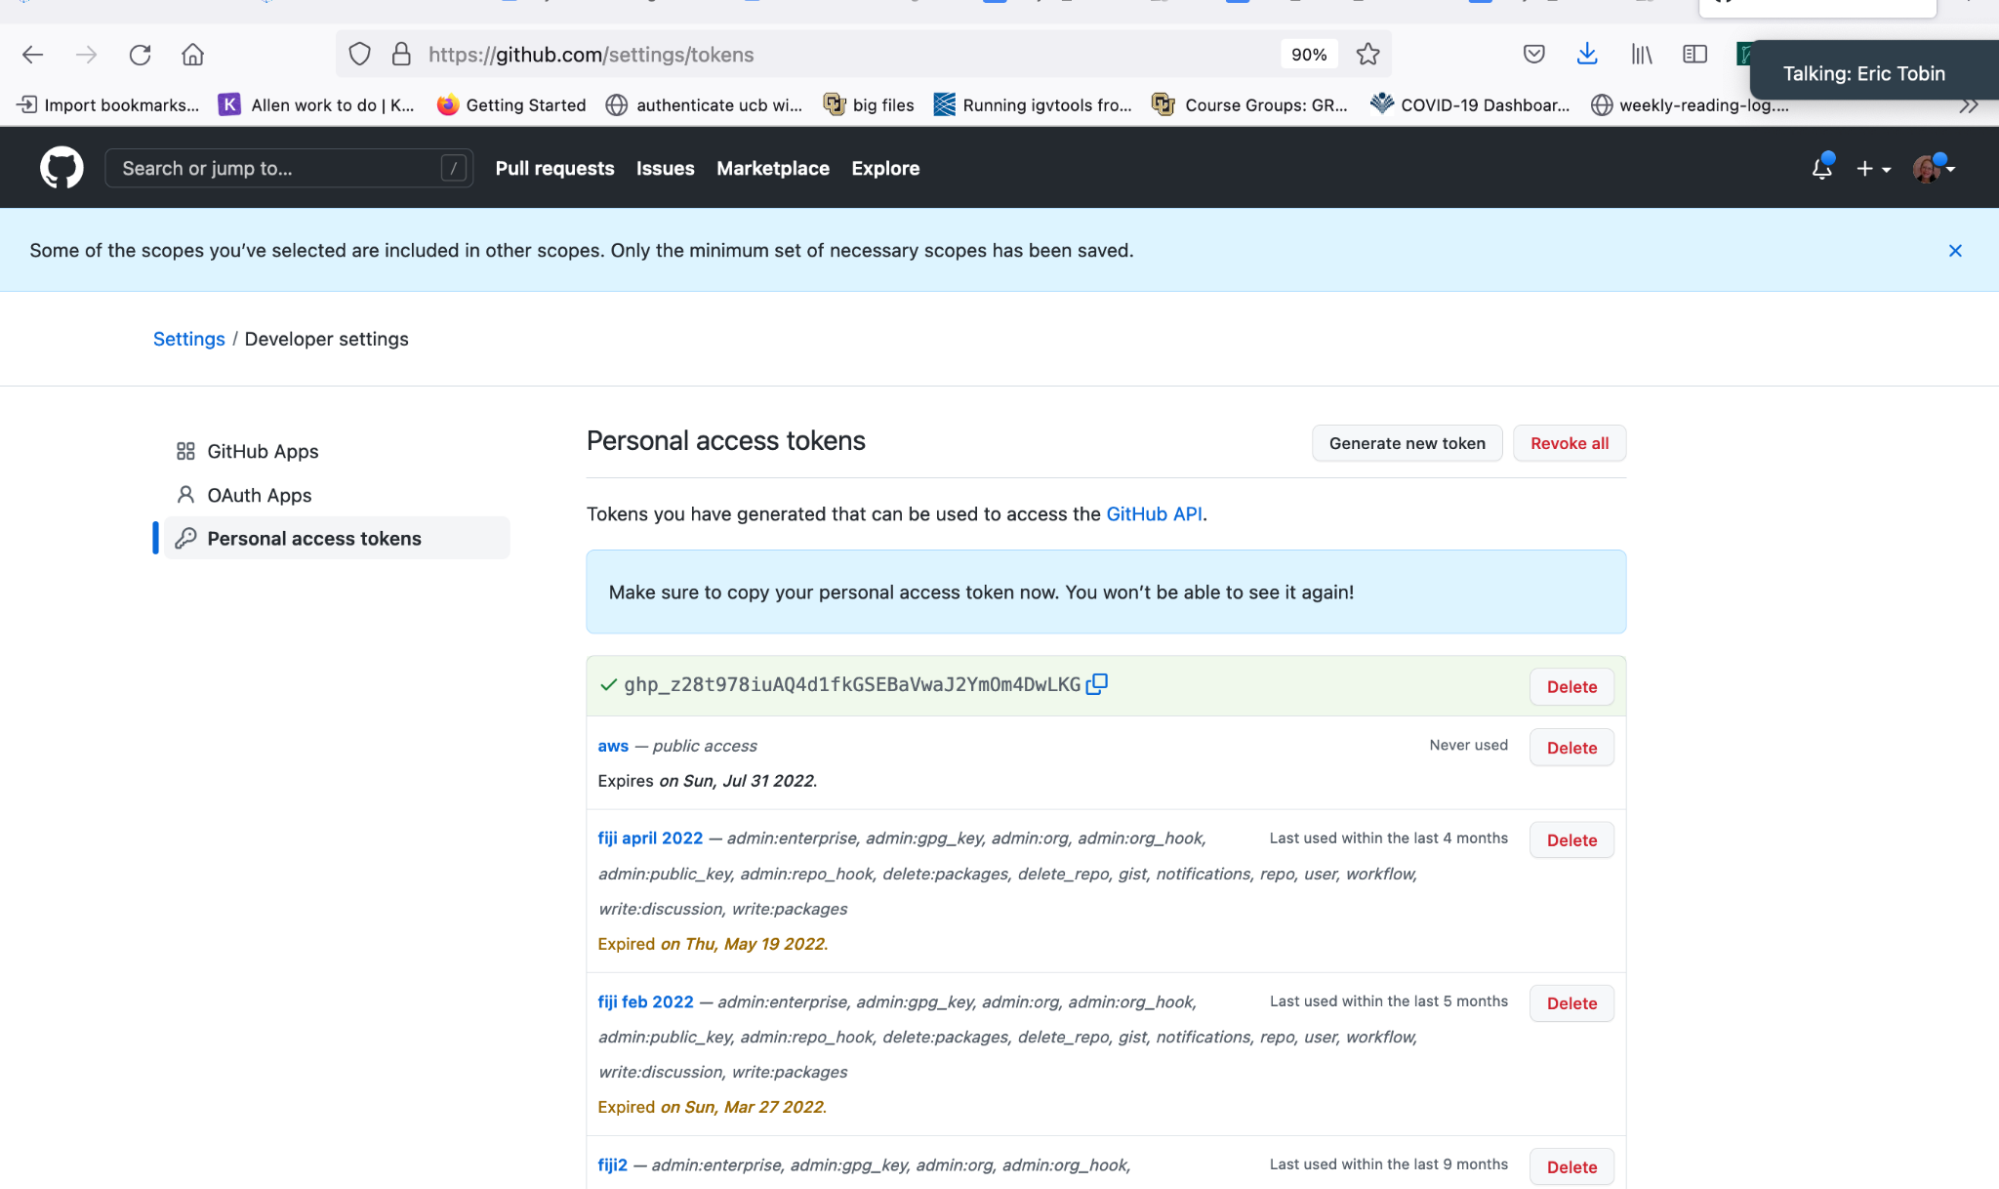 https://github.com/settings/tokens
90%
Talking: Eric Tobin
Import bookmarks... Allen work to do | K... Getting Started authenticate ucb wi... big files Running igvtools fro... Course Groups: GR... COVID-19 Dashboar... weekly-reading-log....
Search or jump to... / Pull requests Issues Marketplace Explore
Some of the scopes you’ve selected are included in other scopes. Only the minimum set of necessary scopes has been saved.
Settings / Developer settings
GitHub Apps
OAuth Apps
Personal access tokens
Personal access tokens
Generate new token Revoke all
Tokens you have generated that can be used to access the GitHub API.
Make sure to copy your personal access token now. You won’t be able to see it again!
Delete
aws — public access Never used Delete
Expires on Sun, Jul 31 2022.
fiji april 2022 — admin:enterprise, admin:gpg_key, admin:org, admin:org_hook, Last used within the last 4 months Delete
admin:public_key, admin:repo_hook, delete:packages, delete_repo, gist, notifications, repo, user, workflow,
write:discussion, write:packages
Expired on Thu, May 19 2022.
fiji feb 2022 — admin:enterprise, admin:gpg_key, admin:org, admin:org_hook, Last used within the last 5 months Delete
admin:public_key, admin:repo_hook, delete:packages, delete_repo, gist, notifications, repo, user, workflow,
write:discussion, write:packages
Expired on Sun, Mar 27 2022.
fiji2 — admin:enterprise, admin:gpg_key, admin:org, admin:org_hook, Last used within the last 9 months Delete